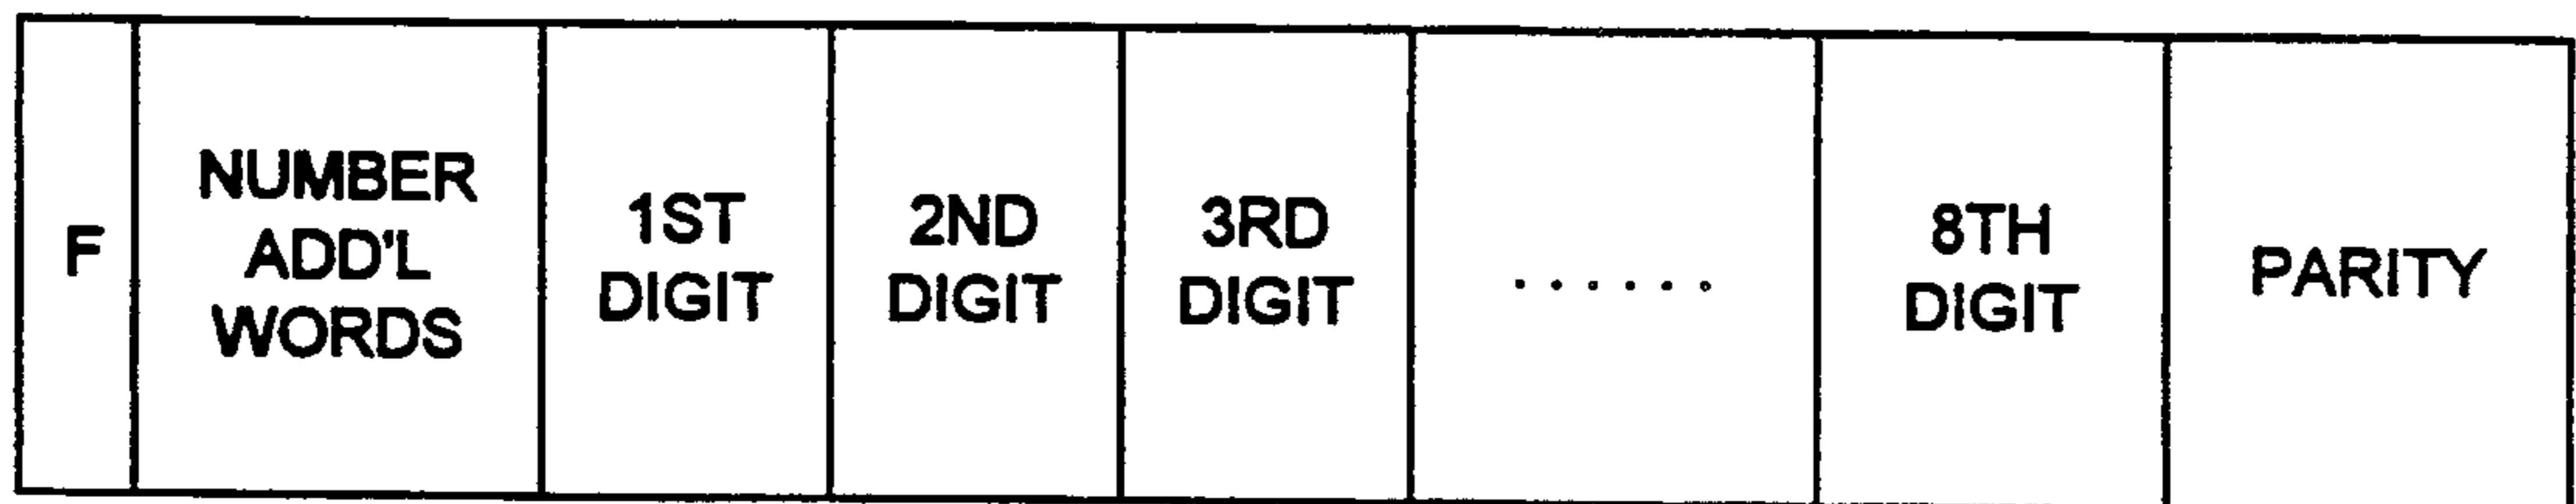 F
NUMBER
ADD'L
WORDS
1ST
DIGIT
2ND
DIGIT
3RD
DIGIT
......
8TH
DIGIT
PARITY